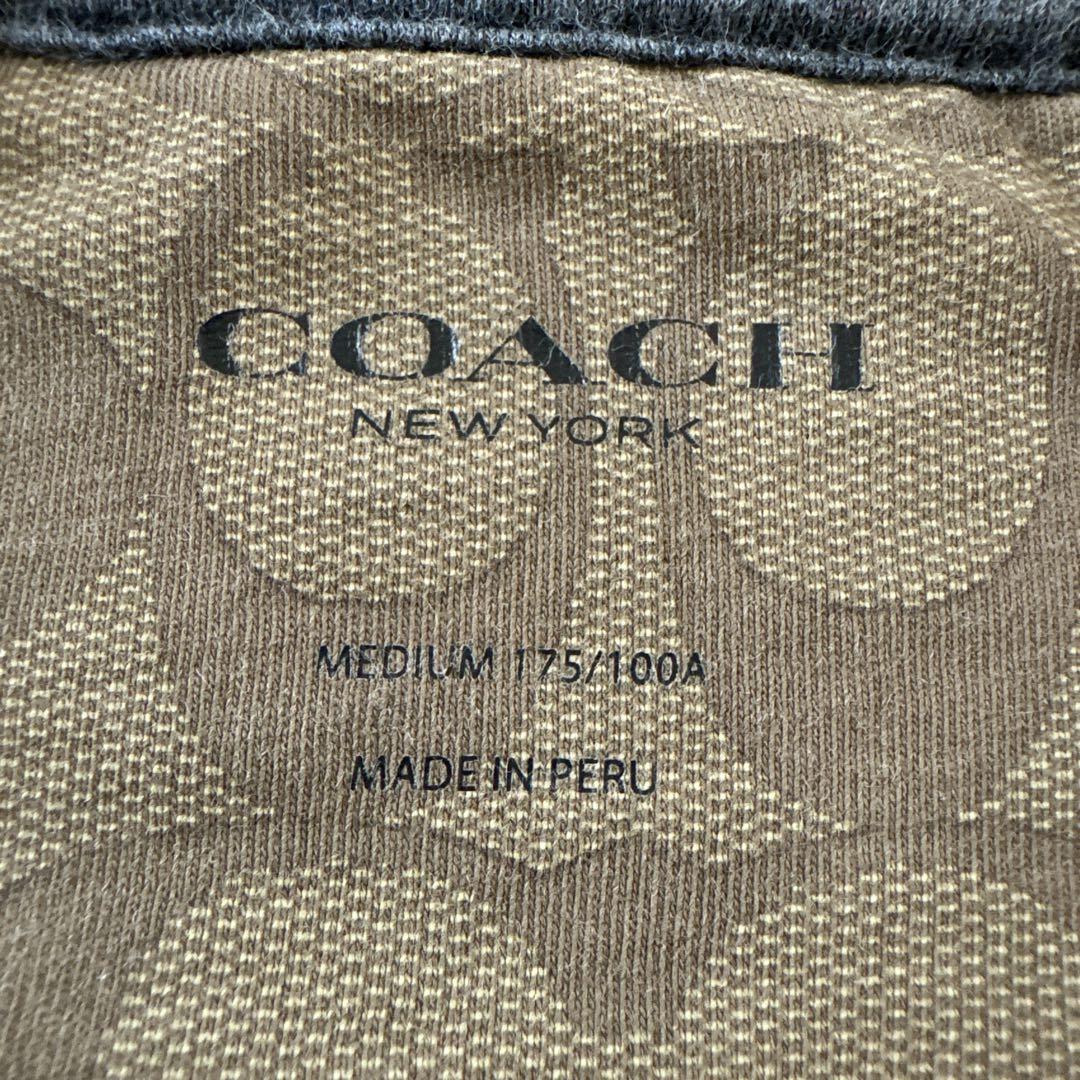 COACH
NEW YORK
MEDIUM 175/100A
MADE IN PERU